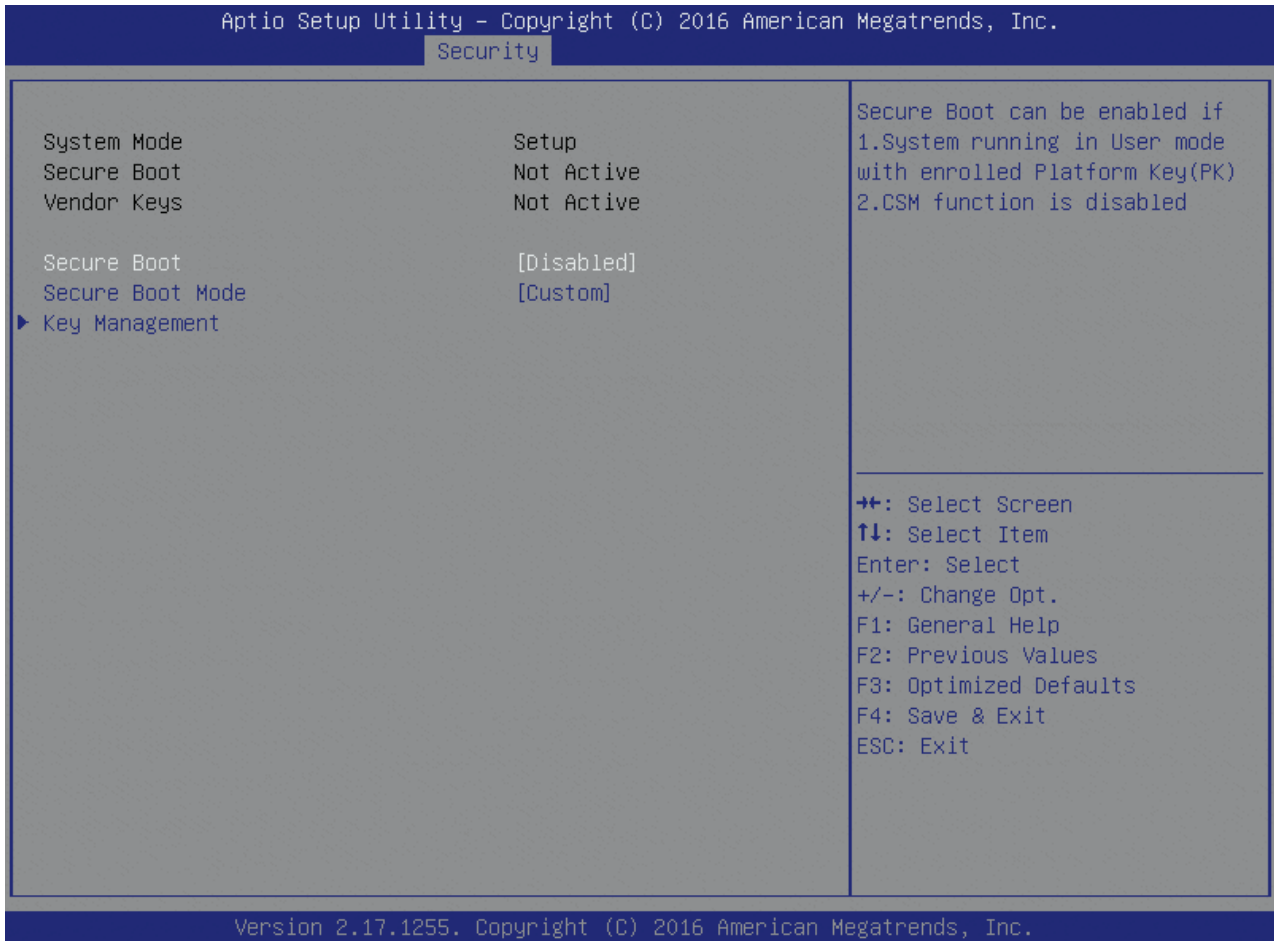 Aptio Setup Utility – Copyright (C) 2016 American Megatrends, Inc.
Security
System Mode Setup
Secure Boot Not Active
Vendor Keys Not Active
Secure Boot [Disabled]
Secure Boot Mode [Custom]
Key Management
Secure Boot can be enabled if
1.System running in User mode
with enrolled Platform Key(PK)
2.CSM function is disabled
→←: Select Screen
↑↓: Select Item
Enter: Select
+/-: Change Opt.
F1: General Help
F2: Previous Values
F3: Optimized Defaults
F4: Save & Exit
ESC: Exit
Version 2.17.1255. Copyright (C) 2016 American Megatrends, Inc.